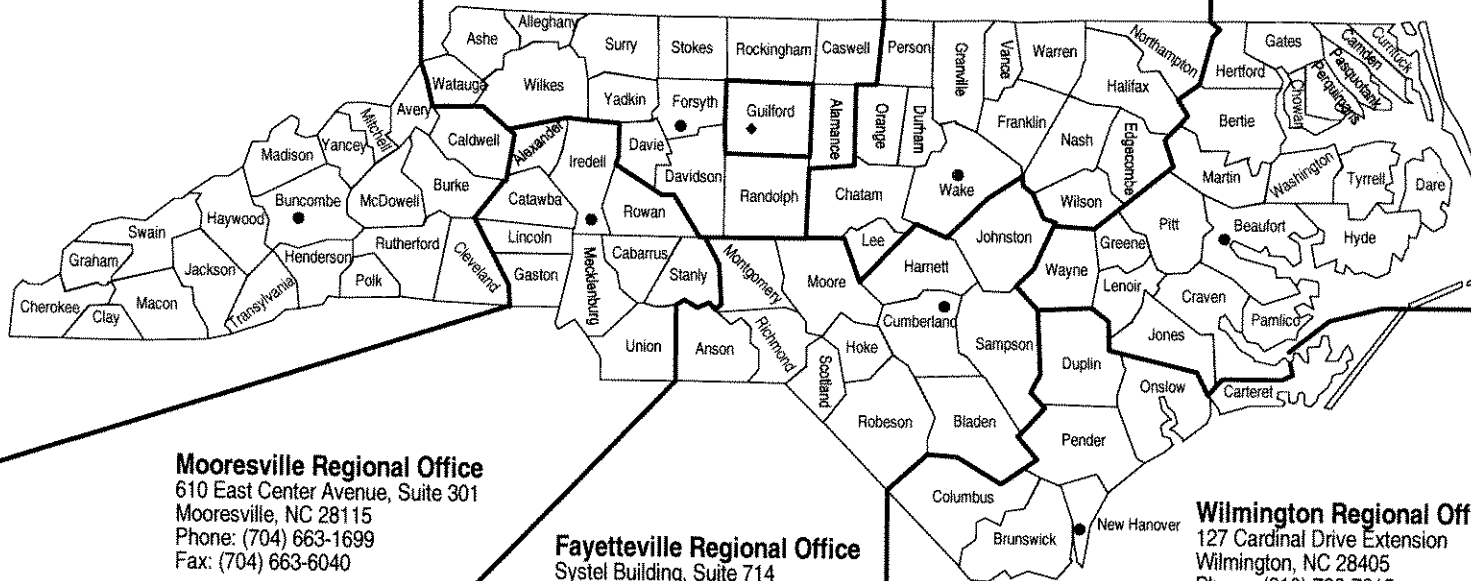 Alleghany
Ashe
Surry
Stokes
Rockingham
Caswell
Person
Granville
Vance
Warren
Northampton
Gates
Camden
Currituck
Pasquotank
Perquimans
Hertford
Chowan
Watauga
Wilkes
Yadkin
Forsyth
Guilford
Alamance
Orange
Durham
Franklin
Halifax
Nash
Edgecombe
Bertie
Avery
Mitchell
Yancey
Madison
Caldwell
Alexander
Iredell
Davie
Davidson
Randolph
Chatam
Wake
Wilson
Martin
Washington
Tyrrell
Dare
Buncombe
McDowell
Burke
Catawba
Rowan
Haywood
Swain
Graham
Jackson
Henderson
Rutherford
Polk
Cleveland
Lincoln
Gaston
Mecklenburg
Cabarrus
Stanly
Montgomery
Moore
Lee
Harnett
Johnston
Wayne
Greene
Pitt
Beaufort
Hyde
Cherokee
Clay
Macon
Transylvania
Union
Anson
Richmond
Scotland
Hoke
Cumberland
Sampson
Lenoir
Craven
Pamlico
Jones
Duplin
Onslow
Carteret
Robeson
Bladen
Pender
Columbus
Brunswick
New Hanover
Mooresville Regional Office
610 East Center Avenue, Suite 301
Mooresville, NC 28115
Phone: (704) 663-1699
Fax: (704) 663-6040
Fayetteville Regional Office
Systel Building, Suite 714
Wilmington Regional Off
127 Cardinal Drive Extension
Wilmington, NC 28405